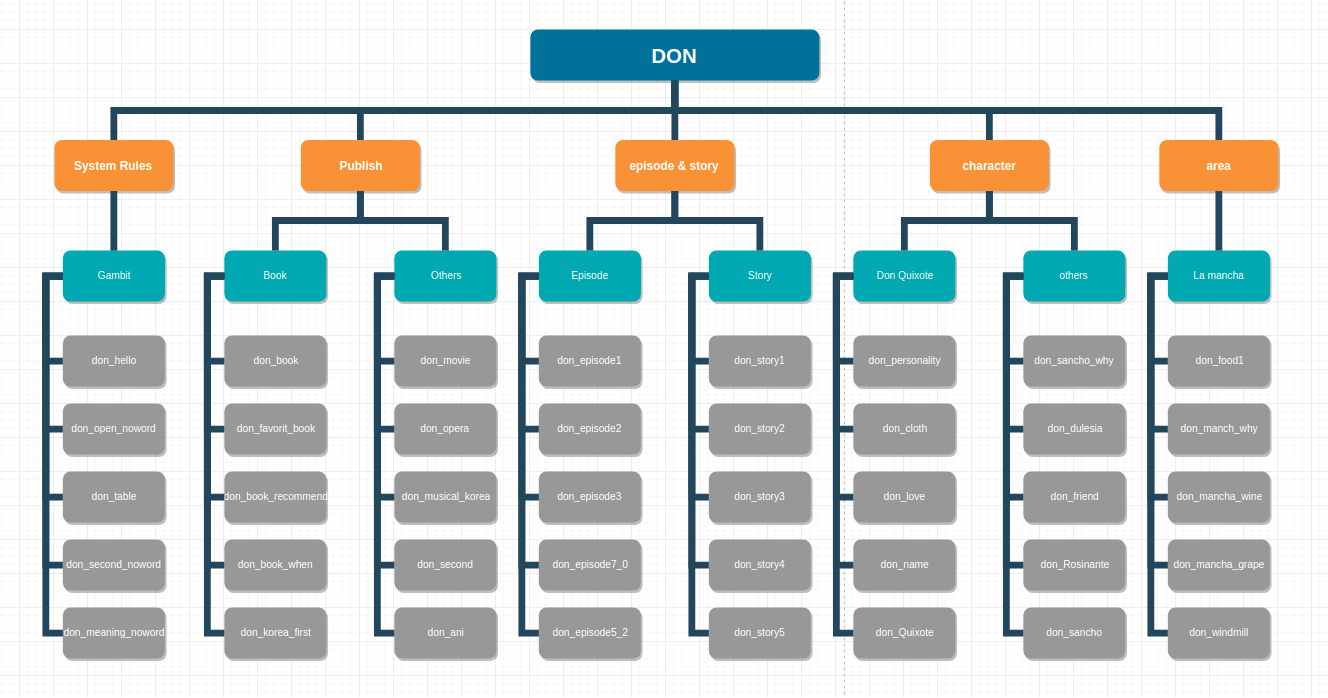 DON
System Rules
Publish
episode & story
character
area
Gambit
Book
Others
Episode
Story
Don Quixote
others
La mancha
don_hello
don_book
don_movie
don_episode1
don_story1
don_personality
don_sancho_why
don_food1
don_open_noword
don_favorit_book
don_opera
don_episode2
don_story2
don_cloth
don_dulesia
don_manch_why
don_table
don_book_recommend
don_musical_korea
don_episode3
don_story3
don_love
don_friend
don_mancha_wine
don_second_noword
don_book_when
don_second
don_episode7_0
don_story4
don_name
don_Rosinante
don_mancha_grape
don_meaning_noword
don_korea_first
don_ani
don_episode5_2
don_story5
don_Quixote
don_sancho
don_windmill